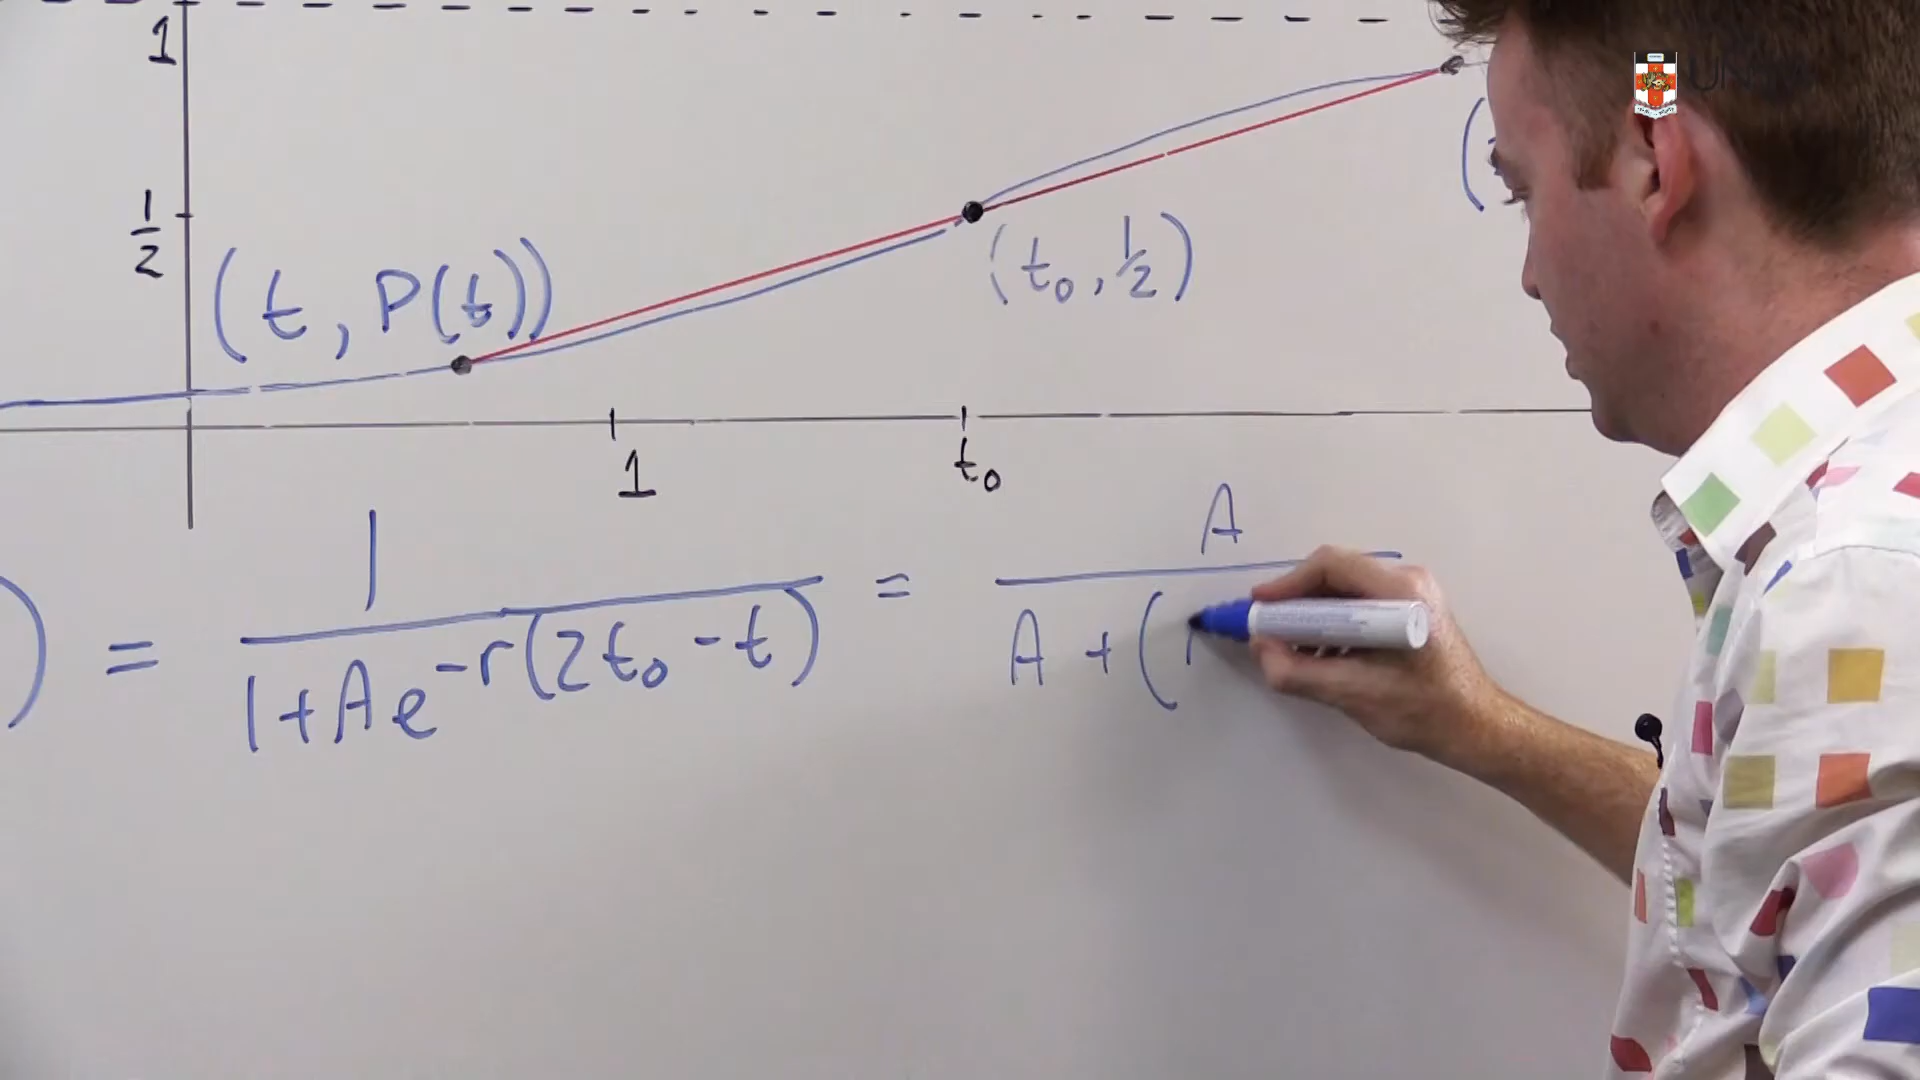 1
1/2
(t, P(t))
(t₀, 1/2)
(
1
t₀
) = 1/(1+Ae^{-r(2t₀-t)}) = A/(A + (